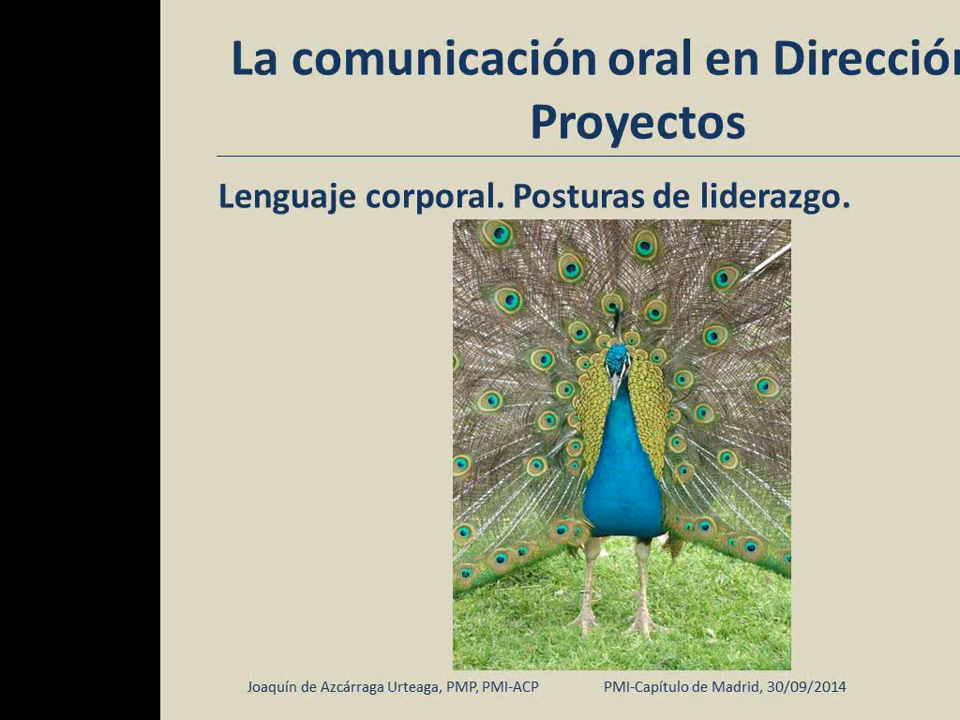 La comunicación oral en Dirección
Proyectos
Lenguaje corporal. Posturas de liderazgo.
Joaquín de Azcárraga Urteaga, PMP, PMI-ACP PMI-Capítulo de Madrid, 30/09/2014